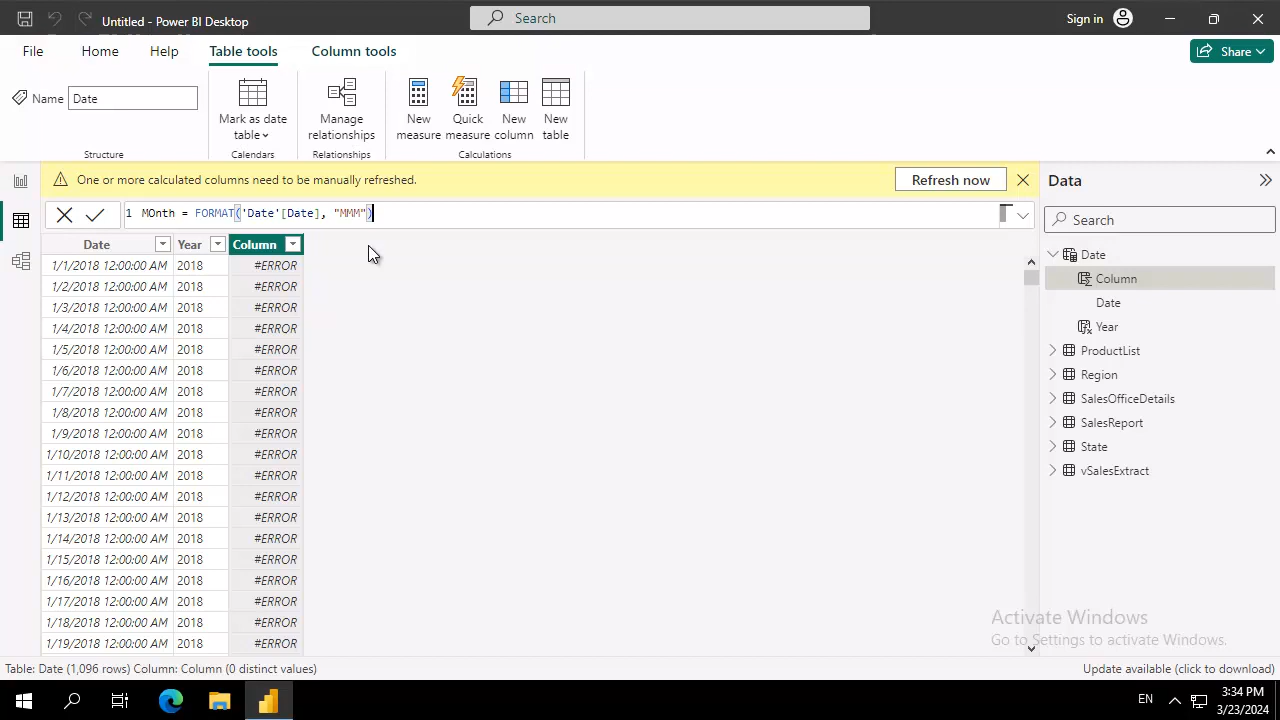 Untitled - Power BI Desktop
Search
Sign in
File
Home
Help
Table tools
Column tools
Share
Name
Date
Mark as date
table
Manage
relationships
New
measure
Quick
measure
New
column
New
table
Structure
Calendars
Relationships
Calculations
One or more calculated columns need to be manually refreshed.
Refresh now
1 MOnth = FORMAT('Date'[Date], "MMM")
Date Year Column
1/1/2018 12:00:00 AM 2018 #ERROR
1/2/2018 12:00:00 AM 2018 #ERROR
1/3/2018 12:00:00 AM 2018 #ERROR
1/4/2018 12:00:00 AM 2018 #ERROR
1/5/2018 12:00:00 AM 2018 #ERROR
1/6/2018 12:00:00 AM 2018 #ERROR
1/7/2018 12:00:00 AM 2018 #ERROR
1/8/2018 12:00:00 AM 2018 #ERROR
1/9/2018 12:00:00 AM 2018 #ERROR
1/10/2018 12:00:00 AM 2018 #ERROR
1/11/2018 12:00:00 AM 2018 #ERROR
1/12/2018 12:00:00 AM 2018 #ERROR
1/13/2018 12:00:00 AM 2018 #ERROR
1/14/2018 12:00:00 AM 2018 #ERROR
1/15/2018 12:00:00 AM 2018 #ERROR
1/16/2018 12:00:00 AM 2018 #ERROR
1/17/2018 12:00:00 AM 2018 #ERROR
1/18/2018 12:00:00 AM 2018 #ERROR
1/19/2018 12:00:00 AM 2018 #ERROR
Data
Search
Date
Column
Date
Year
ProductList
Region
SalesOfficeDetails
SalesReport
State
vSalesExtract
Activate Windows
Go to Settings to activate Windows.
Table: Date (1,096 rows) Column: Column (0 distinct values)
Update available (click to download)
EN
3:34 PM
3/23/2024